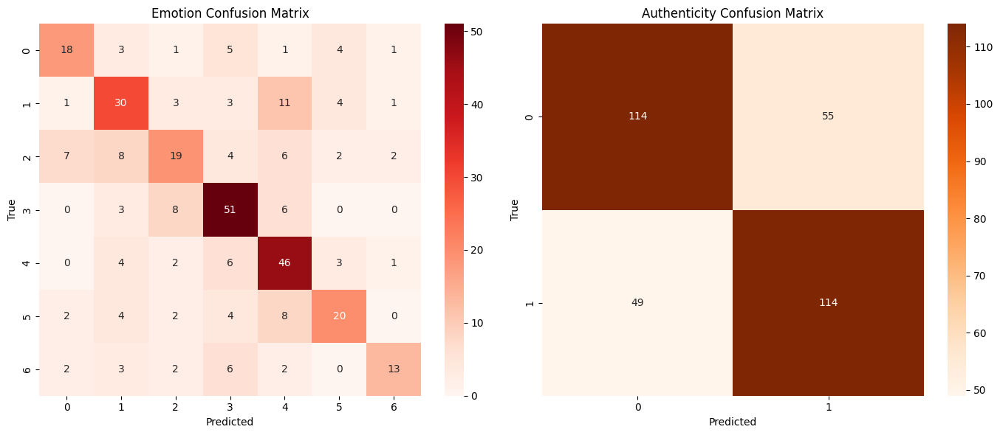 Emotion Confusion Matrix
True
0 18 3 1 5 1 4 1
1 1 30 3 3 11 4 1
2 7 8 19 4 6 2 2
3 0 3 8 51 6 0 0
4 0 4 2 6 46 3 1
5 2 4 2 4 8 20 0
6 2 3 2 6 2 0 13
0 1 2 3 4 5 6
Predicted
50
40
30
20
10
0
Authenticity Confusion Matrix
True
0 114 55
1 49 114
0 1
Predicted
110
100
90
80
70
60
50